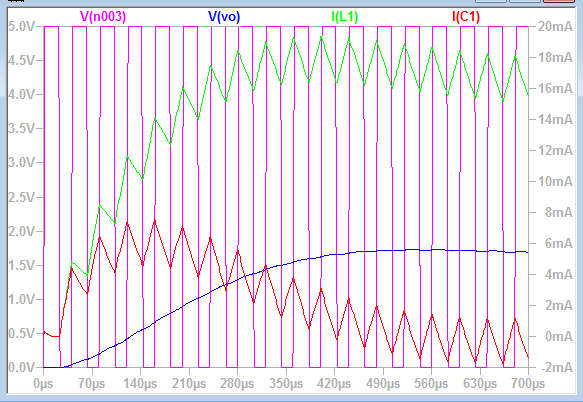 V(n003) V(vo) I(L1) I(C1)
5.0V 20mA
4.5V 18mA
4.0V 16mA
3.5V 14mA
3.0V 12mA
2.5V 10mA
2.0V 8mA
1.5V 6mA
1.0V 4mA
0.5V 2mA
0.0V 0mA
-2mA
0µs 70µs 140µs 210µs 280µs 350µs 420µs 490µs 560µs 630µs 700µs